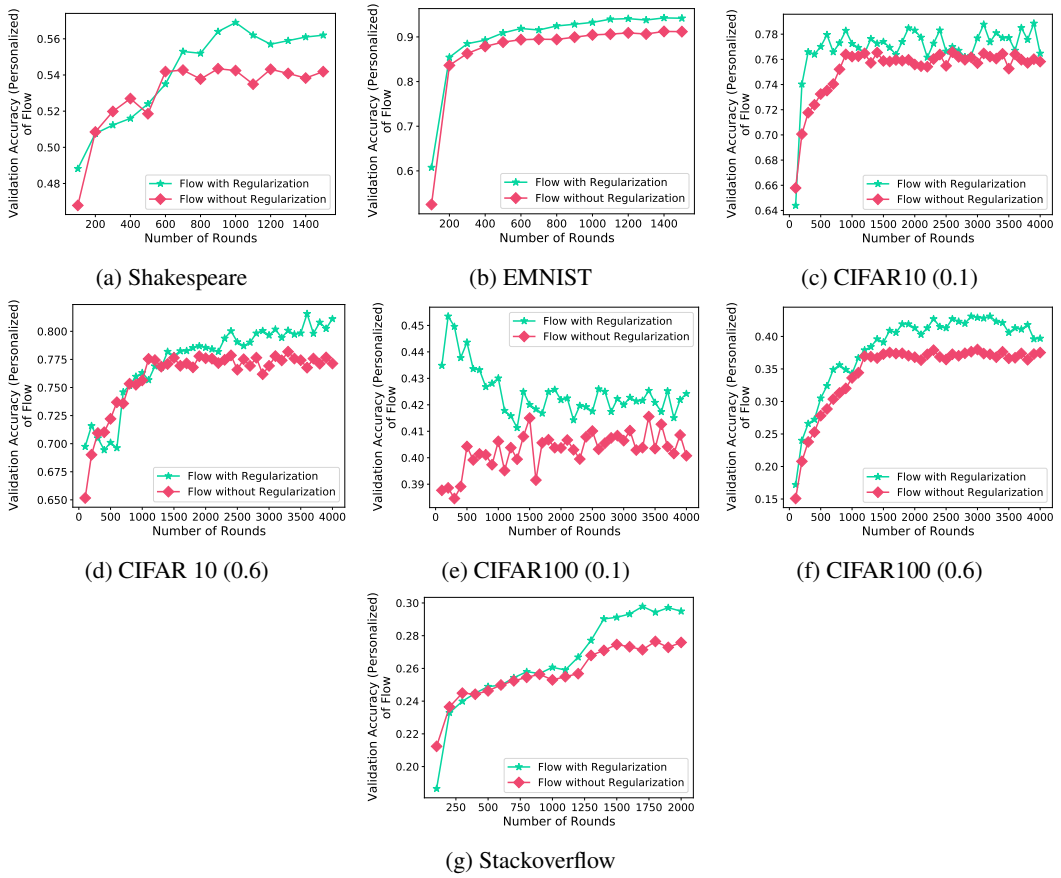 Validation Accuracy (Personalized)
of Flow
0.56
0.54
0.52
0.50
0.48
Flow with Regularization
Flow without Regularization
200 400 600 800 1000 1200 1400
Number of Rounds
(a) Shakespeare
Validation Accuracy (Personalized)
of Flow
0.9
0.8
0.7
0.6
Flow with Regularization
Flow without Regularization
200 400 600 800 1000 1200 1400
Number of Rounds
(b) EMNIST
Validation Accuracy (Personalized)
of Flow
0.78
0.76
0.74
0.72
0.70
0.68
0.66
0.64
Flow with Regularization
Flow without Regularization
0 500 1000 1500 2000 2500 3000 3500 4000
Number of Rounds
(c) CIFAR10 (0.1)
Validation Accuracy (Personalized)
of Flow
0.800
0.775
0.750
0.725
0.700
0.675
0.650
Flow with Regularization
Flow without Regularization
0 500 1000 1500 2000 2500 3000 3500 4000
Number of Rounds
(d) CIFAR 10 (0.6)
Validation Accuracy (Personalized)
of Flow
0.45
0.44
0.43
0.42
0.41
0.40
0.39
Flow with Regularization
Flow without Regularization
0 500 1000 1500 2000 2500 3000 3500 4000
Number of Rounds
(e) CIFAR100 (0.1)
Validation Accuracy (Personalized)
of Flow
0.40
0.35
0.30
0.25
0.20
0.15
Flow with Regularization
Flow without Regularization
0 500 1000 1500 2000 2500 3000 3500 4000
Number of Rounds
(f) CIFAR100 (0.6)
Validation Accuracy (Personalized)
of Flow
0.30
0.28
0.26
0.24
0.22
0.20
Flow with Regularization
Flow without Regularization
250 500 750 1000 1250 1500 1750 2000
Number of Rounds
(g) Stackoverflow